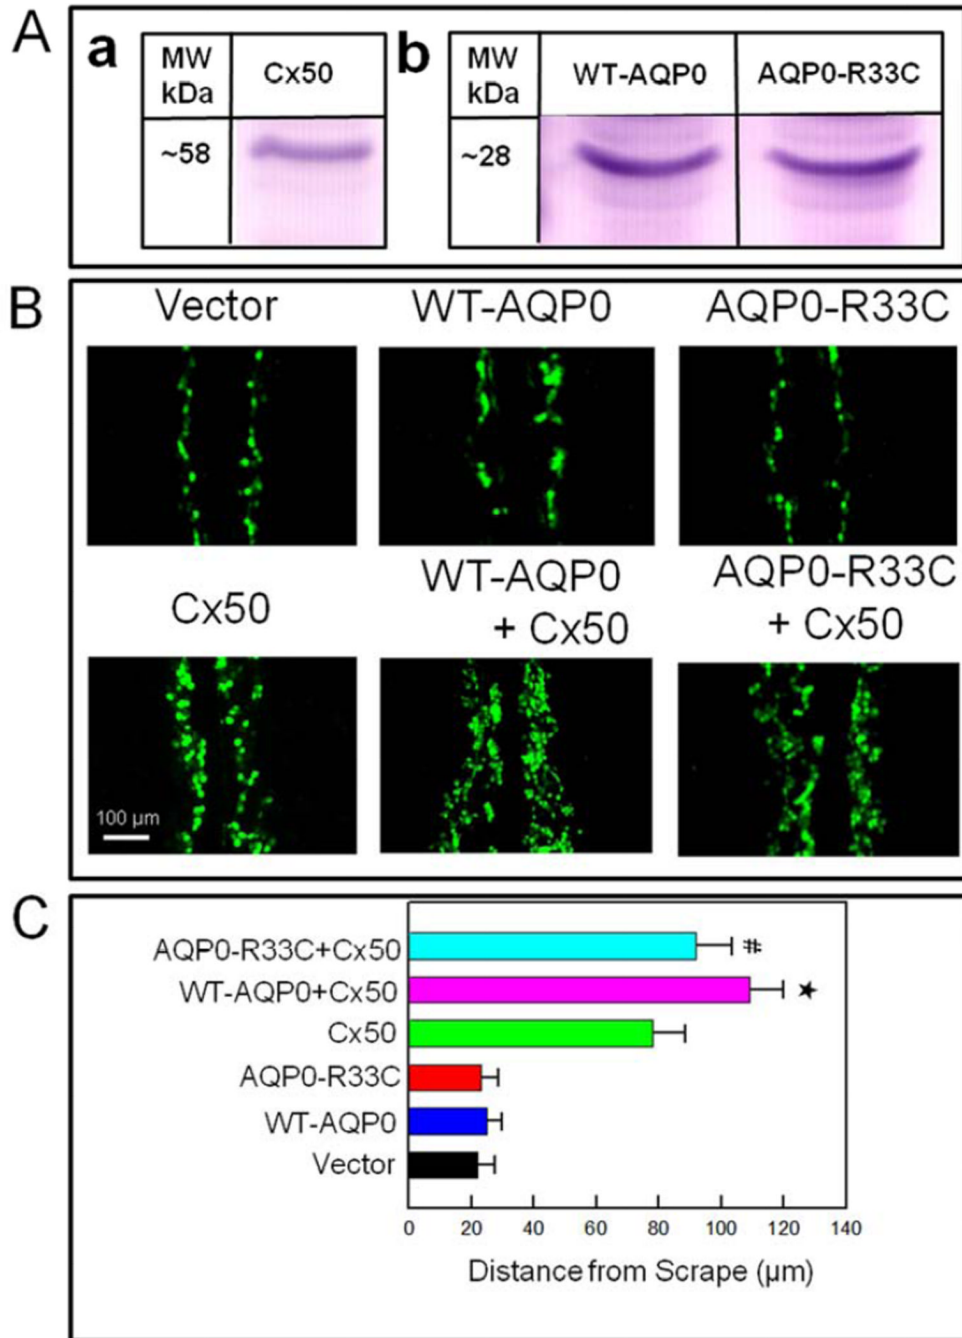 A
a
MW
kDa
Cx50
~58
b
MW
kDa
WT-AQP0
AQP0-R33C
~28
B
Vector
WT-AQP0
AQP0-R33C
Cx50
WT-AQP0
+ Cx50
AQP0-R33C
+ Cx50
100 µm
C
AQP0-R33C+Cx50
#
WT-AQP0+Cx50
★
Cx50
AQP0-R33C
WT-AQP0
Vector
0 20 40 60 80 100 120 140
Distance from Scrape (µm)